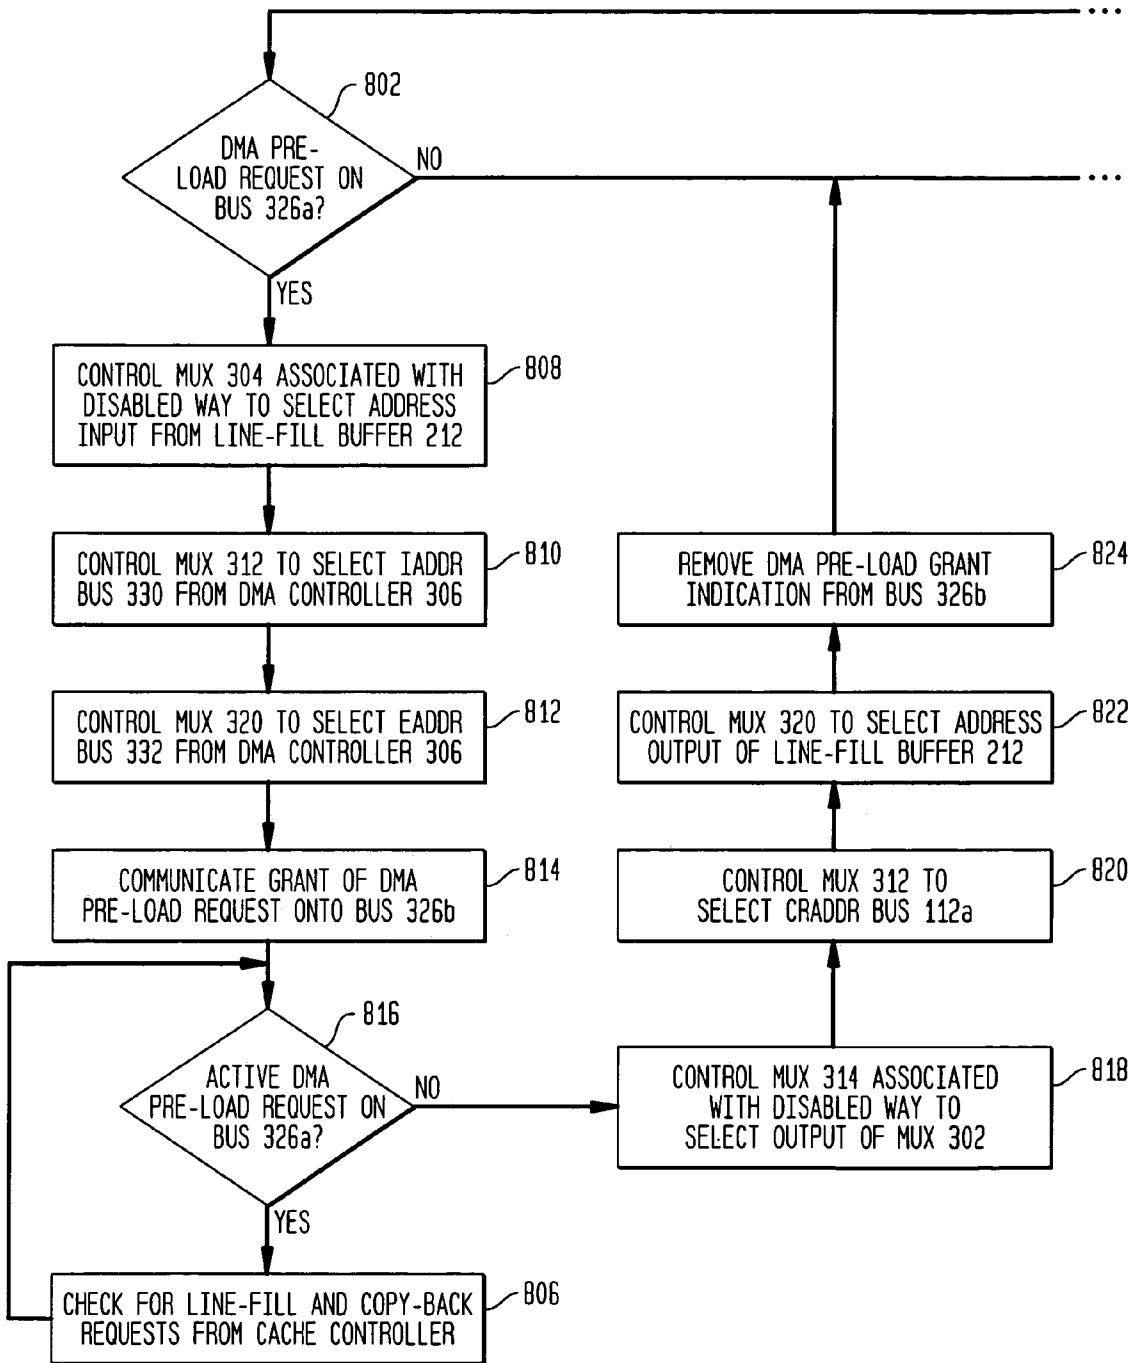 802
DMA PRE-
LOAD REQUEST ON
BUS 326a?
NO
YES
CONTROL MUX 304 ASSOCIATED WITH
DISABLED WAY TO SELECT ADDRESS
INPUT FROM LINE-FILL BUFFER 212
808
CONTROL MUX 312 TO SELECT IADDR
BUS 330 FROM DMA CONTROLLER 306
810
CONTROL MUX 320 TO SELECT EADDR
BUS 332 FROM DMA CONTROLLER 306
812
COMMUNICATE GRANT OF DMA
PRE-LOAD REQUEST ONTO BUS 326b
814
816
ACTIVE DMA
PRE-LOAD REQUEST ON
BUS 326a?
NO
YES
CHECK FOR LINE-FILL AND COPY-BACK
REQUESTS FROM CACHE CONTROLLER
806
REMOVE DMA PRE-LOAD GRANT
INDICATION FROM BUS 326b
824
CONTROL MUX 320 TO SELECT ADDRESS
OUTPUT OF LINE-FILL BUFFER 212
822
CONTROL MUX 312 TO
SELECT CRADDR BUS 112a
820
CONTROL MUX 314 ASSOCIATED
WITH DISABLED WAY TO
SELECT OUTPUT OF MUX 302
818